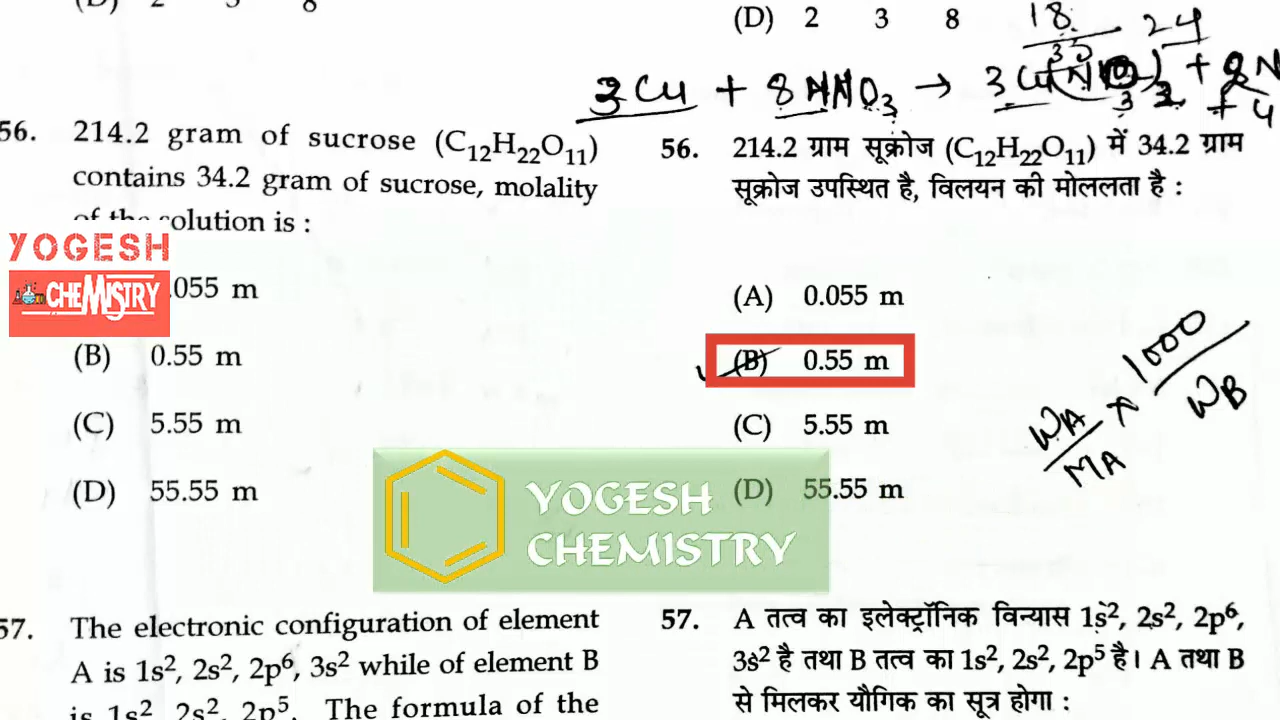 (D) 2 3 8
(D) 2 3 8
18 24
3Cu + 8HNO3 → 3Cu(NO3)2 +
+ 4
56. 214.2 gram of sucrose (C12H22O11)
contains 34.2 gram of sucrose, molality
of the solution is :
.055 m
(B) 0.55 m
(C) 5.55 m
(D) 55.55 m
YOGESH
CHEMISTRY
56. 214.2 ग्राम सूक्रोज (C12H22O11) में 34.2 ग्राम
सूक्रोज उपस्थित है, विलयन की मोललता है :
(A) 0.055 m
(B) 0.55 m
(C) 5.55 m
(D) 55.55 m
WA/MA × 1000/WB
YOGESH
CHEMISTRY
57. The electronic configuration of element
A is 1s2, 2s2, 2p6, 3s2 while of element B
is 1s2, 2s2, 2p5. The formula of the
57. A तत्व का इलेक्ट्रॉनिक विन्यास 1s2, 2s2, 2p6,
3s2 है तथा B तत्व का 1s2, 2s2, 2p5 है। A तथा B
से मिलकर यौगिक का सूत्र होगा :